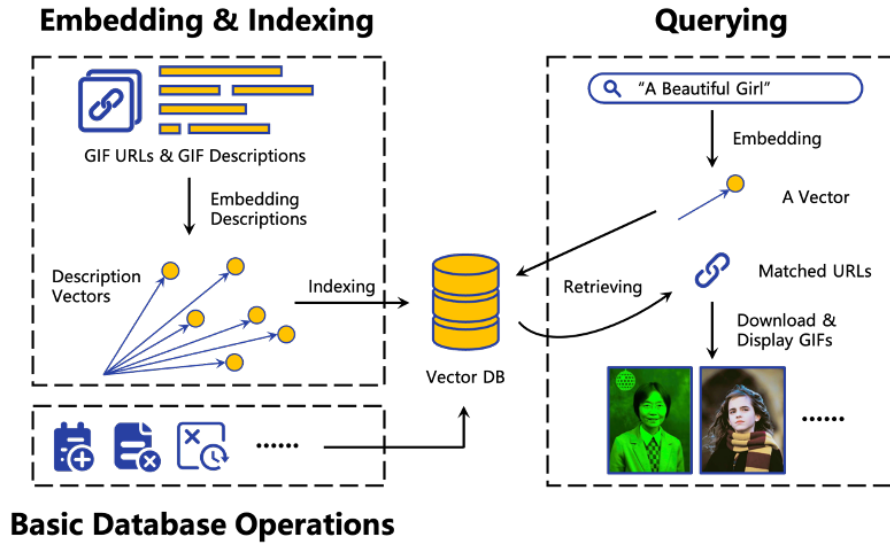 Embedding & Indexing
GIF URLs & GIF Descriptions
Embedding
Descriptions
Description
Vectors
Indexing
Vector DB
Basic Database Operations
Querying
“A Beautiful Girl”
Embedding
A Vector
Retrieving
Matched URLs
Download &
Display GIFs